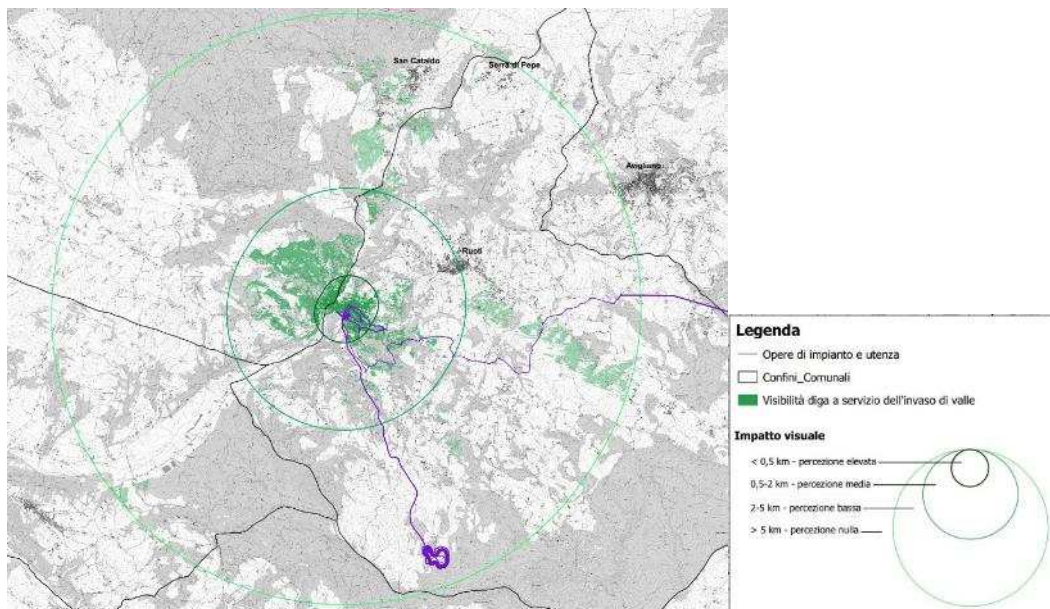 San Cataldo
Serra di Pepe
Avigliano
Ruoti
Legenda
Opere di impianto e utenza
Confini_Comunali
Visibilità diga a servizio dell'invaso di valle
Impatto visuale
< 0,5 km - percezione elevata
0,5-2 km - percezione media
2-5 km - percezione bassa
> 5 km - percezione nulla